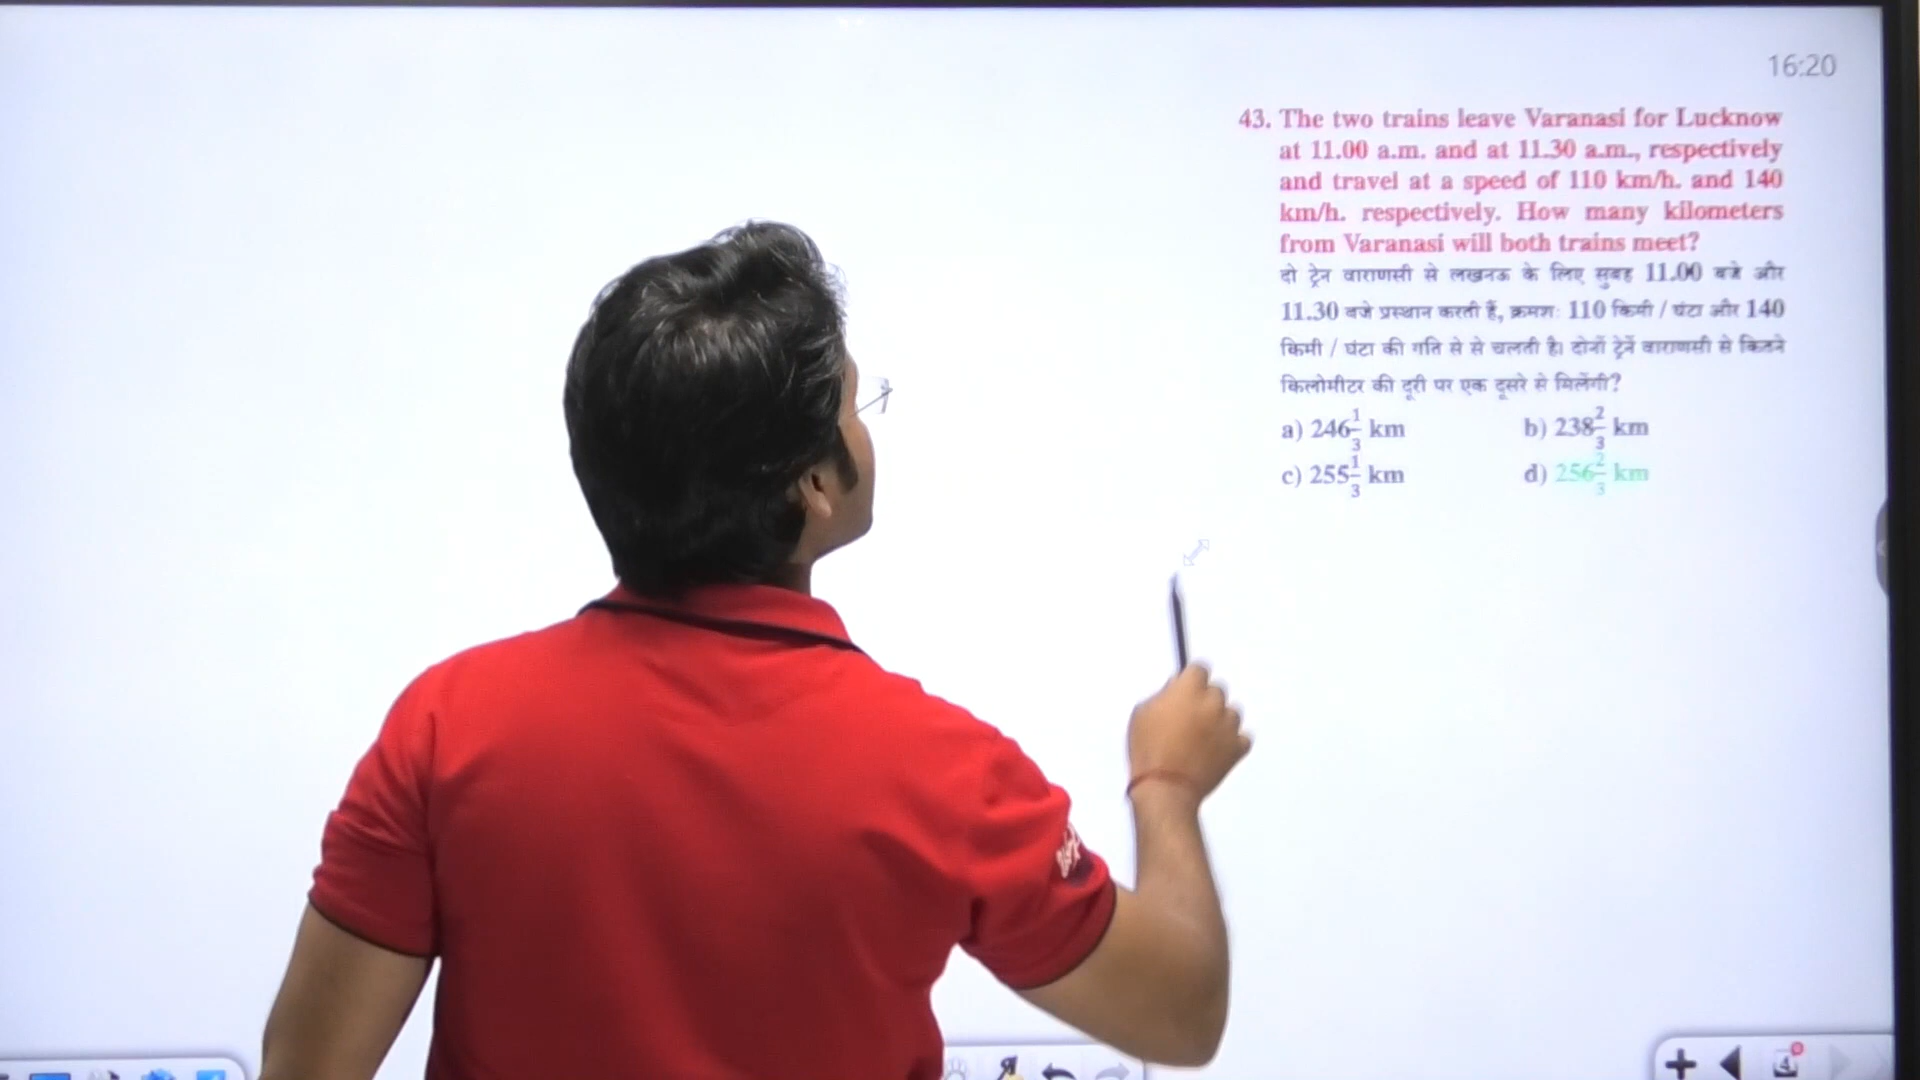 16:20
43. The two trains leave Varanasi for Lucknow
at 11.00 a.m. and at 11.30 a.m., respectively
and travel at a speed of 110 km/h. and 140
km/h. respectively. How many kilometers
from Varanasi will both trains meet?
दो ट्रेन वाराणसी से लखनऊ के लिए सुबह 11.00 बजे और
11.30 बजे प्रस्थान करती हैं, क्रमशः 110 किमी / घंटा और 140
किमी / घंटा की गति से से चलती है। दोनों ट्रेनें वाराणसी से कितने
किलोमीटर की दूरी पर एक दूसरे से मिलेंगी?
a) 246 1/3 km b) 238 2/3 km
c) 255 1/3 km d) 256 2/3 km